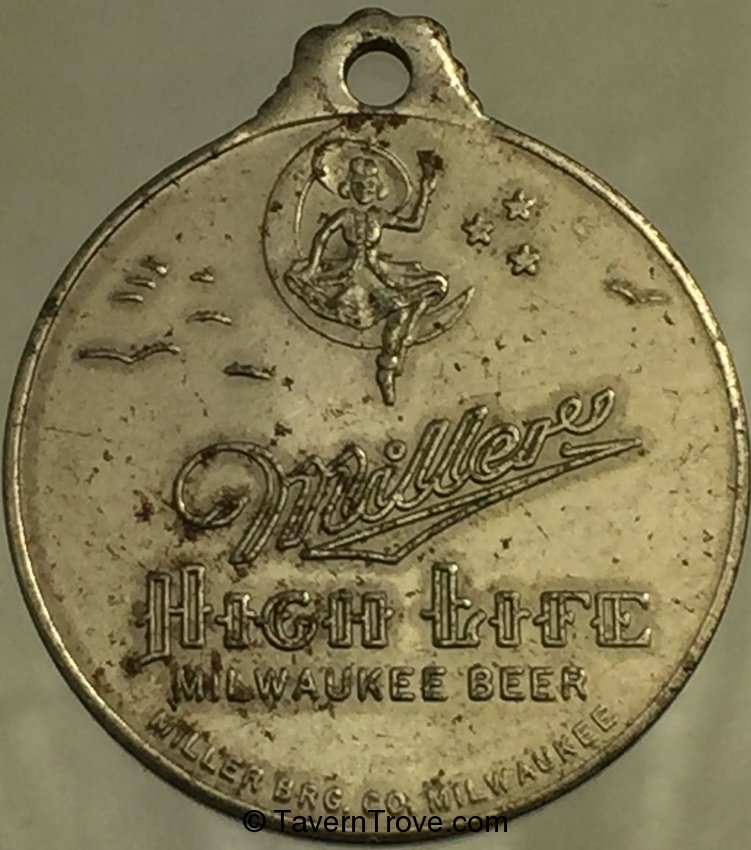 Miller
HIGH LIFE
MILWAUKEE BEER
MILLER BRG. CO. MILWAUKEE
© TavernTrove.com